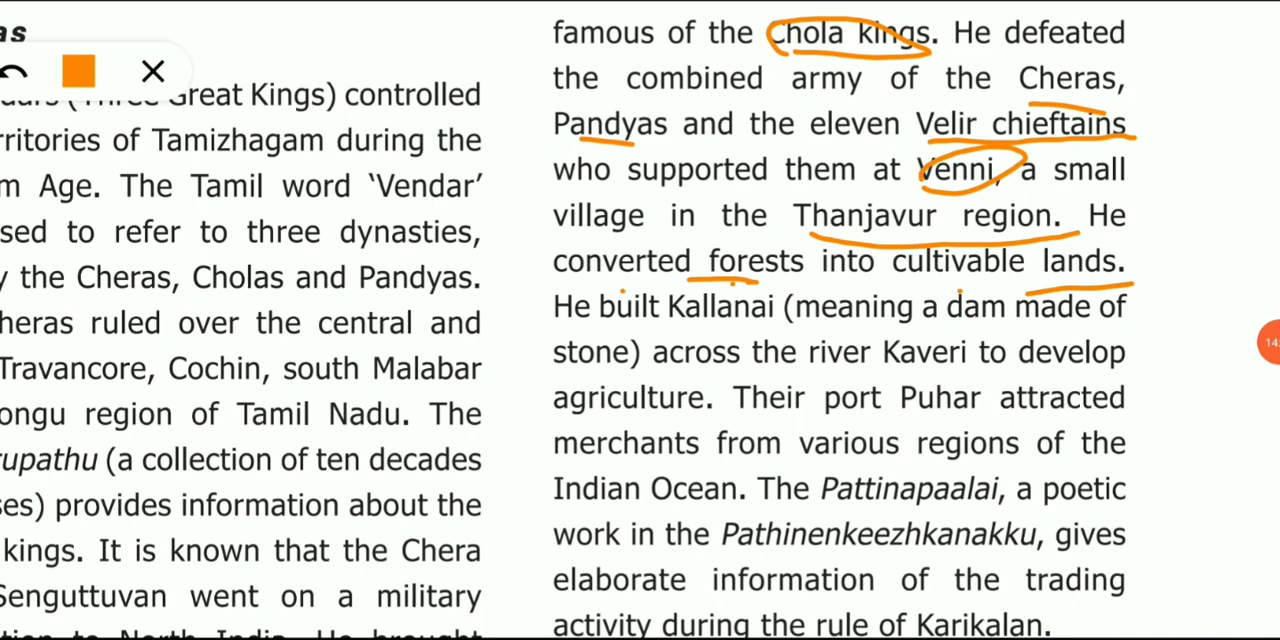 as
Great Kings) controlled
rritories of Tamizhagam during the
m Age. The Tamil word ‘Vendar’
sed to refer to three dynasties,
y the Cheras, Cholas and Pandyas.
heras ruled over the central and
Travancore, Cochin, south Malabar
ongu region of Tamil Nadu. The
rupathu (a collection of ten decades
ses) provides information about the
kings. It is known that the Chera
Senguttuvan went on a military
to North India. He brought
famous of the Chola kings. He defeated
the combined army of the Cheras,
Pandyas and the eleven Velir chieftains
who supported them at Venni, a small
village in the Thanjavur region. He
converted forests into cultivable lands.
He built Kallanai (meaning a dam made of
stone) across the river Kaveri to develop
agriculture. Their port Puhar attracted
merchants from various regions of the
Indian Ocean. The Pattinapaalai, a poetic
work in the Pathinenkeezhkanakku, gives
elaborate information of the trading
activity during the rule of Karikalan.
14: